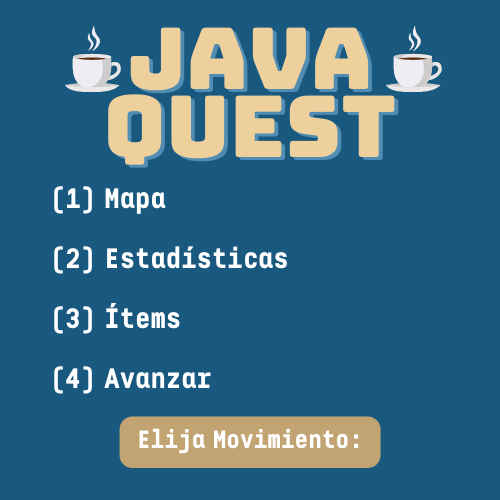 JAVA
QUEST
(1) Mapa
(2) Estadísticas
(3) Ítems
(4) Avanzar
Elija Movimiento: